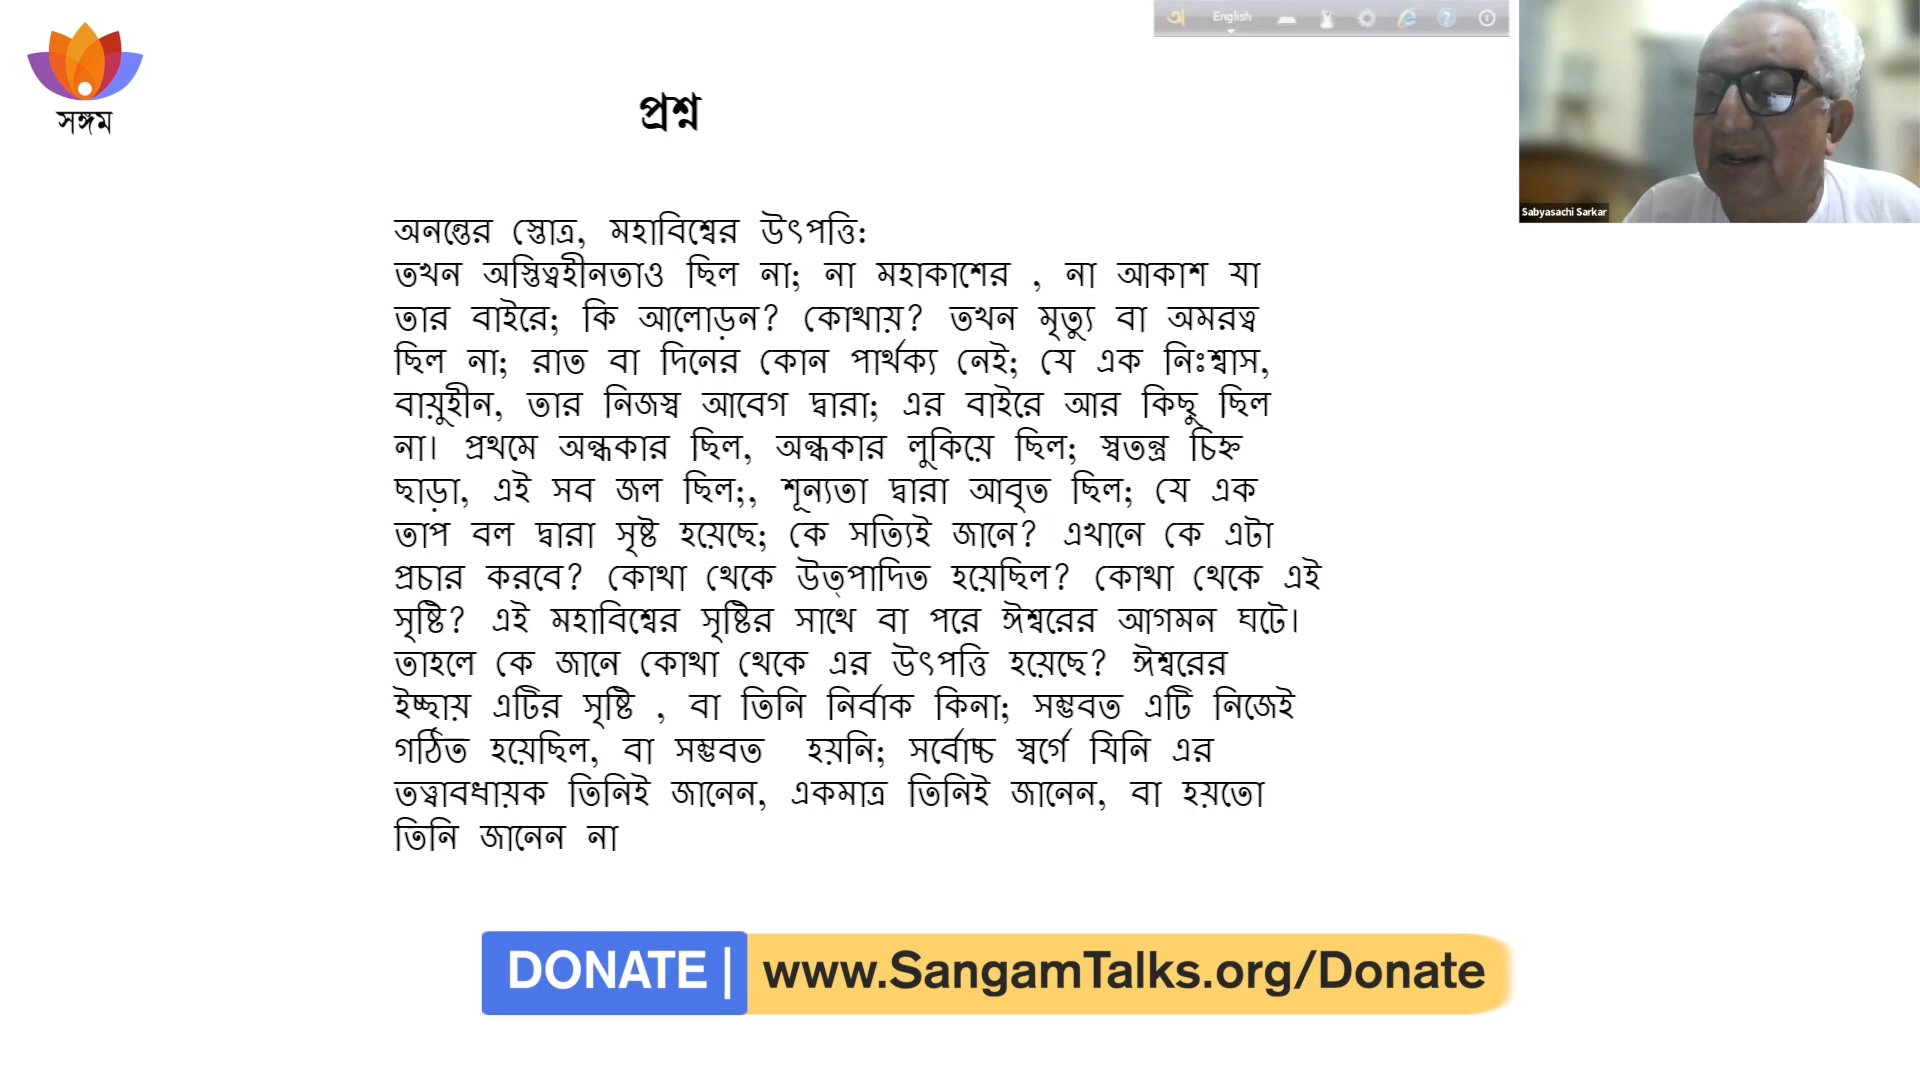 English
সঙ্গম
প্রশ্ন
Sabyasachi Sarkar
অনন্তের স্তোত্র, মহাবিশ্বের উৎপত্তি:
তখন অস্তিত্বহীনতাও ছিল না; না মহাকাশের , না আকাশ যা
তার বাইরে; কি আলোড়ন? কোথায়? তখন মৃত্যু বা অমরত্ব
ছিল না; রাত বা দিনের কোন পার্থক্য নেই; যে এক নিঃশ্বাস,
বায়ুহীন, তার নিজস্ব আবেগ দ্বারা; এর বাইরে আর কিছু ছিল
না। প্রথমে অন্ধকার ছিল, অন্ধকার লুকিয়ে ছিল; স্বতন্ত্র চিহ্ন
ছাড়া, এই সব জল ছিল;, শূন্যতা দ্বারা আবৃত ছিল; যে এক
তাপ বল দ্বারা সৃষ্ট হয়েছে; কে সত্যিই জানে? এখানে কে এটা
প্রচার করবে? কোথা থেকে উত্পাদিত হয়েছিল? কোথা থেকে এই
সৃষ্টি? এই মহাবিশ্বের সৃষ্টির সাথে বা পরে ঈশ্বরের আগমন ঘটে।
তাহলে কে জানে কোথা থেকে এর উৎপত্তি হয়েছে? ঈশ্বরের
ইচ্ছায় এটির সৃষ্টি , বা তিনি নির্বাক কিনা; সম্ভবত এটি নিজেই
গঠিত হয়েছিল, বা সম্ভবত হয়নি; সর্বোচ্চ স্বর্গে যিনি এর
তত্ত্বাবধায়ক তিনিই জানেন, একমাত্র তিনিই জানেন, বা হয়তো
তিনি জানেন না
DONATE | www.SangamTalks.org/Donate